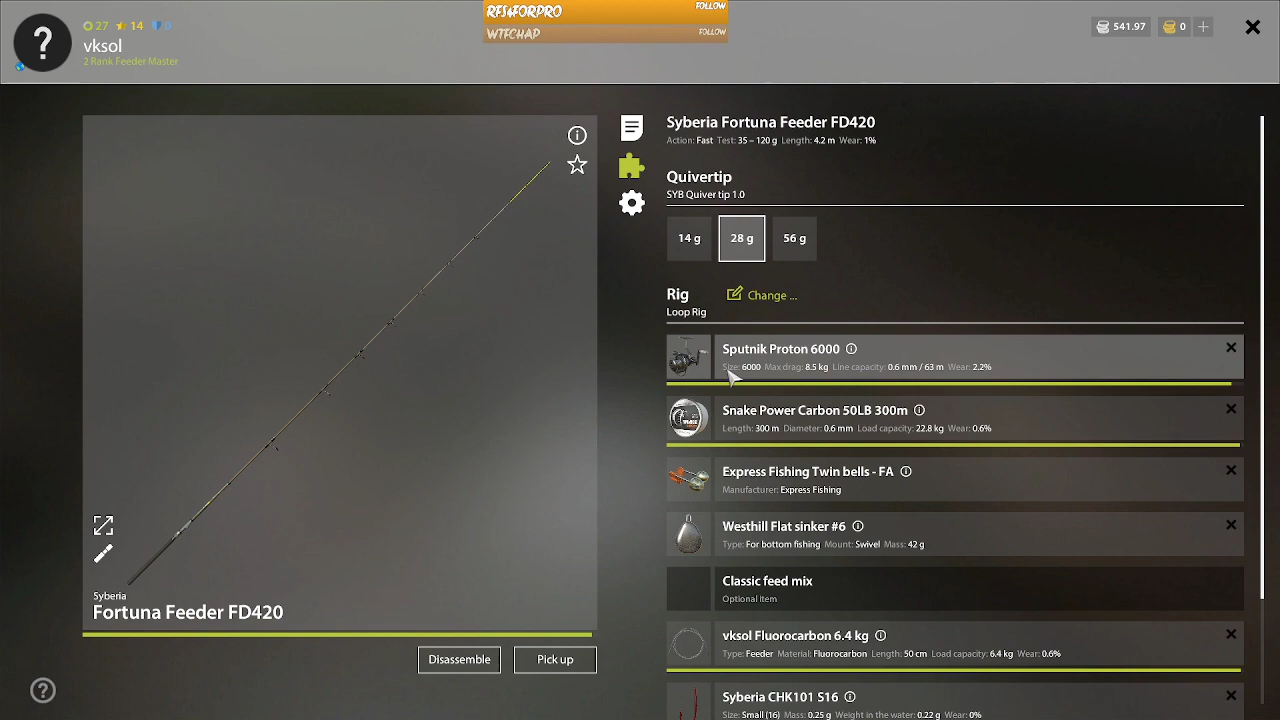 27 14 0
vksol
2 Rank Feeder Master
RFS4FORPRO FOLLOW
WTFCHAP FOLLOW
541.97 0
Syberia
Fortuna Feeder FD420
Disassemble Pick up
Syberia Fortuna Feeder FD420
Action: Fast Test: 35 – 120 g Length: 4.2 m Wear: 1%
Quivertip
SYB Quiver tip 1.0
14 g 28 g 56 g
Rig Change ...
Loop Rig
Sputnik Proton 6000
Size: 6000 Max drag: 8.5 kg Line capacity: 0.6 mm / 63 m Wear: 2.2%
Snake Power Carbon 50LB 300m
Length: 300 m Diameter: 0.6 mm Load capacity: 22.8 kg Wear: 0.6%
Express Fishing Twin bells - FA
Manufacturer: Express Fishing
Westhill Flat sinker #6
Type: For bottom fishing Mount: Swivel Mass: 42 g
Classic feed mix
Optional item
vksol Fluorocarbon 6.4 kg
Type: Feeder Material: Fluorocarbon Length: 50 cm Load capacity: 6.4 kg Wear: 0.6%
Syberia CHK101 S16
Size: Small (16) Mass: 0.25 g Weight in the water: 0.22 g Wear: 0%